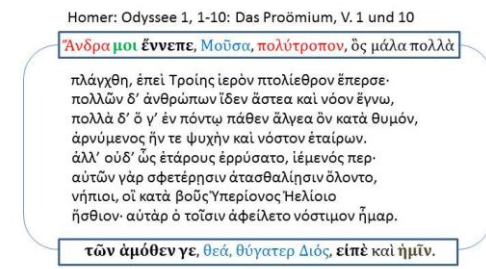 Homer: Odyssee 1, 1-10: Das Proömium, V. 1 und 10
Ἄνδρα μοι ἔννεπε, Μοῦσα, πολύτροπον, ὃς μάλα πολλὰ
πλάγχθη, ἐπεὶ Τροίης ἱερὸν πτολίεθρον ἔπερσε·
πολλῶν δ’ ἀνθρώπων ἴδεν ἄστεα καὶ νόον ἔγνω,
πολλὰ δ’ ὅ γ’ ἐν πόντῳ πάθεν ἄλγεα ὃν κατὰ θυμόν,
ἀρνύμενος ἥν τε ψυχὴν καὶ νόστον ἑταίρων.
ἀλλ’ οὐδ’ ὧς ἑτάρους ἐρρύσατο, ἱέμενός περ·
αὐτῶν γὰρ σφετέρῃσιν ἀτασθαλίῃσιν ὄλοντο,
νήπιοι, οἳ κατὰ βοῦς Ὑπερίονος Ἠελίοιο
ἤσθιον· αὐτὰρ ὁ τοῖσιν ἀφείλετο νόστιμον ἦμαρ.
τῶν ἁμόθεν γε, θεά, θύγατερ Διός, εἰπὲ καὶ ἡμῖν.